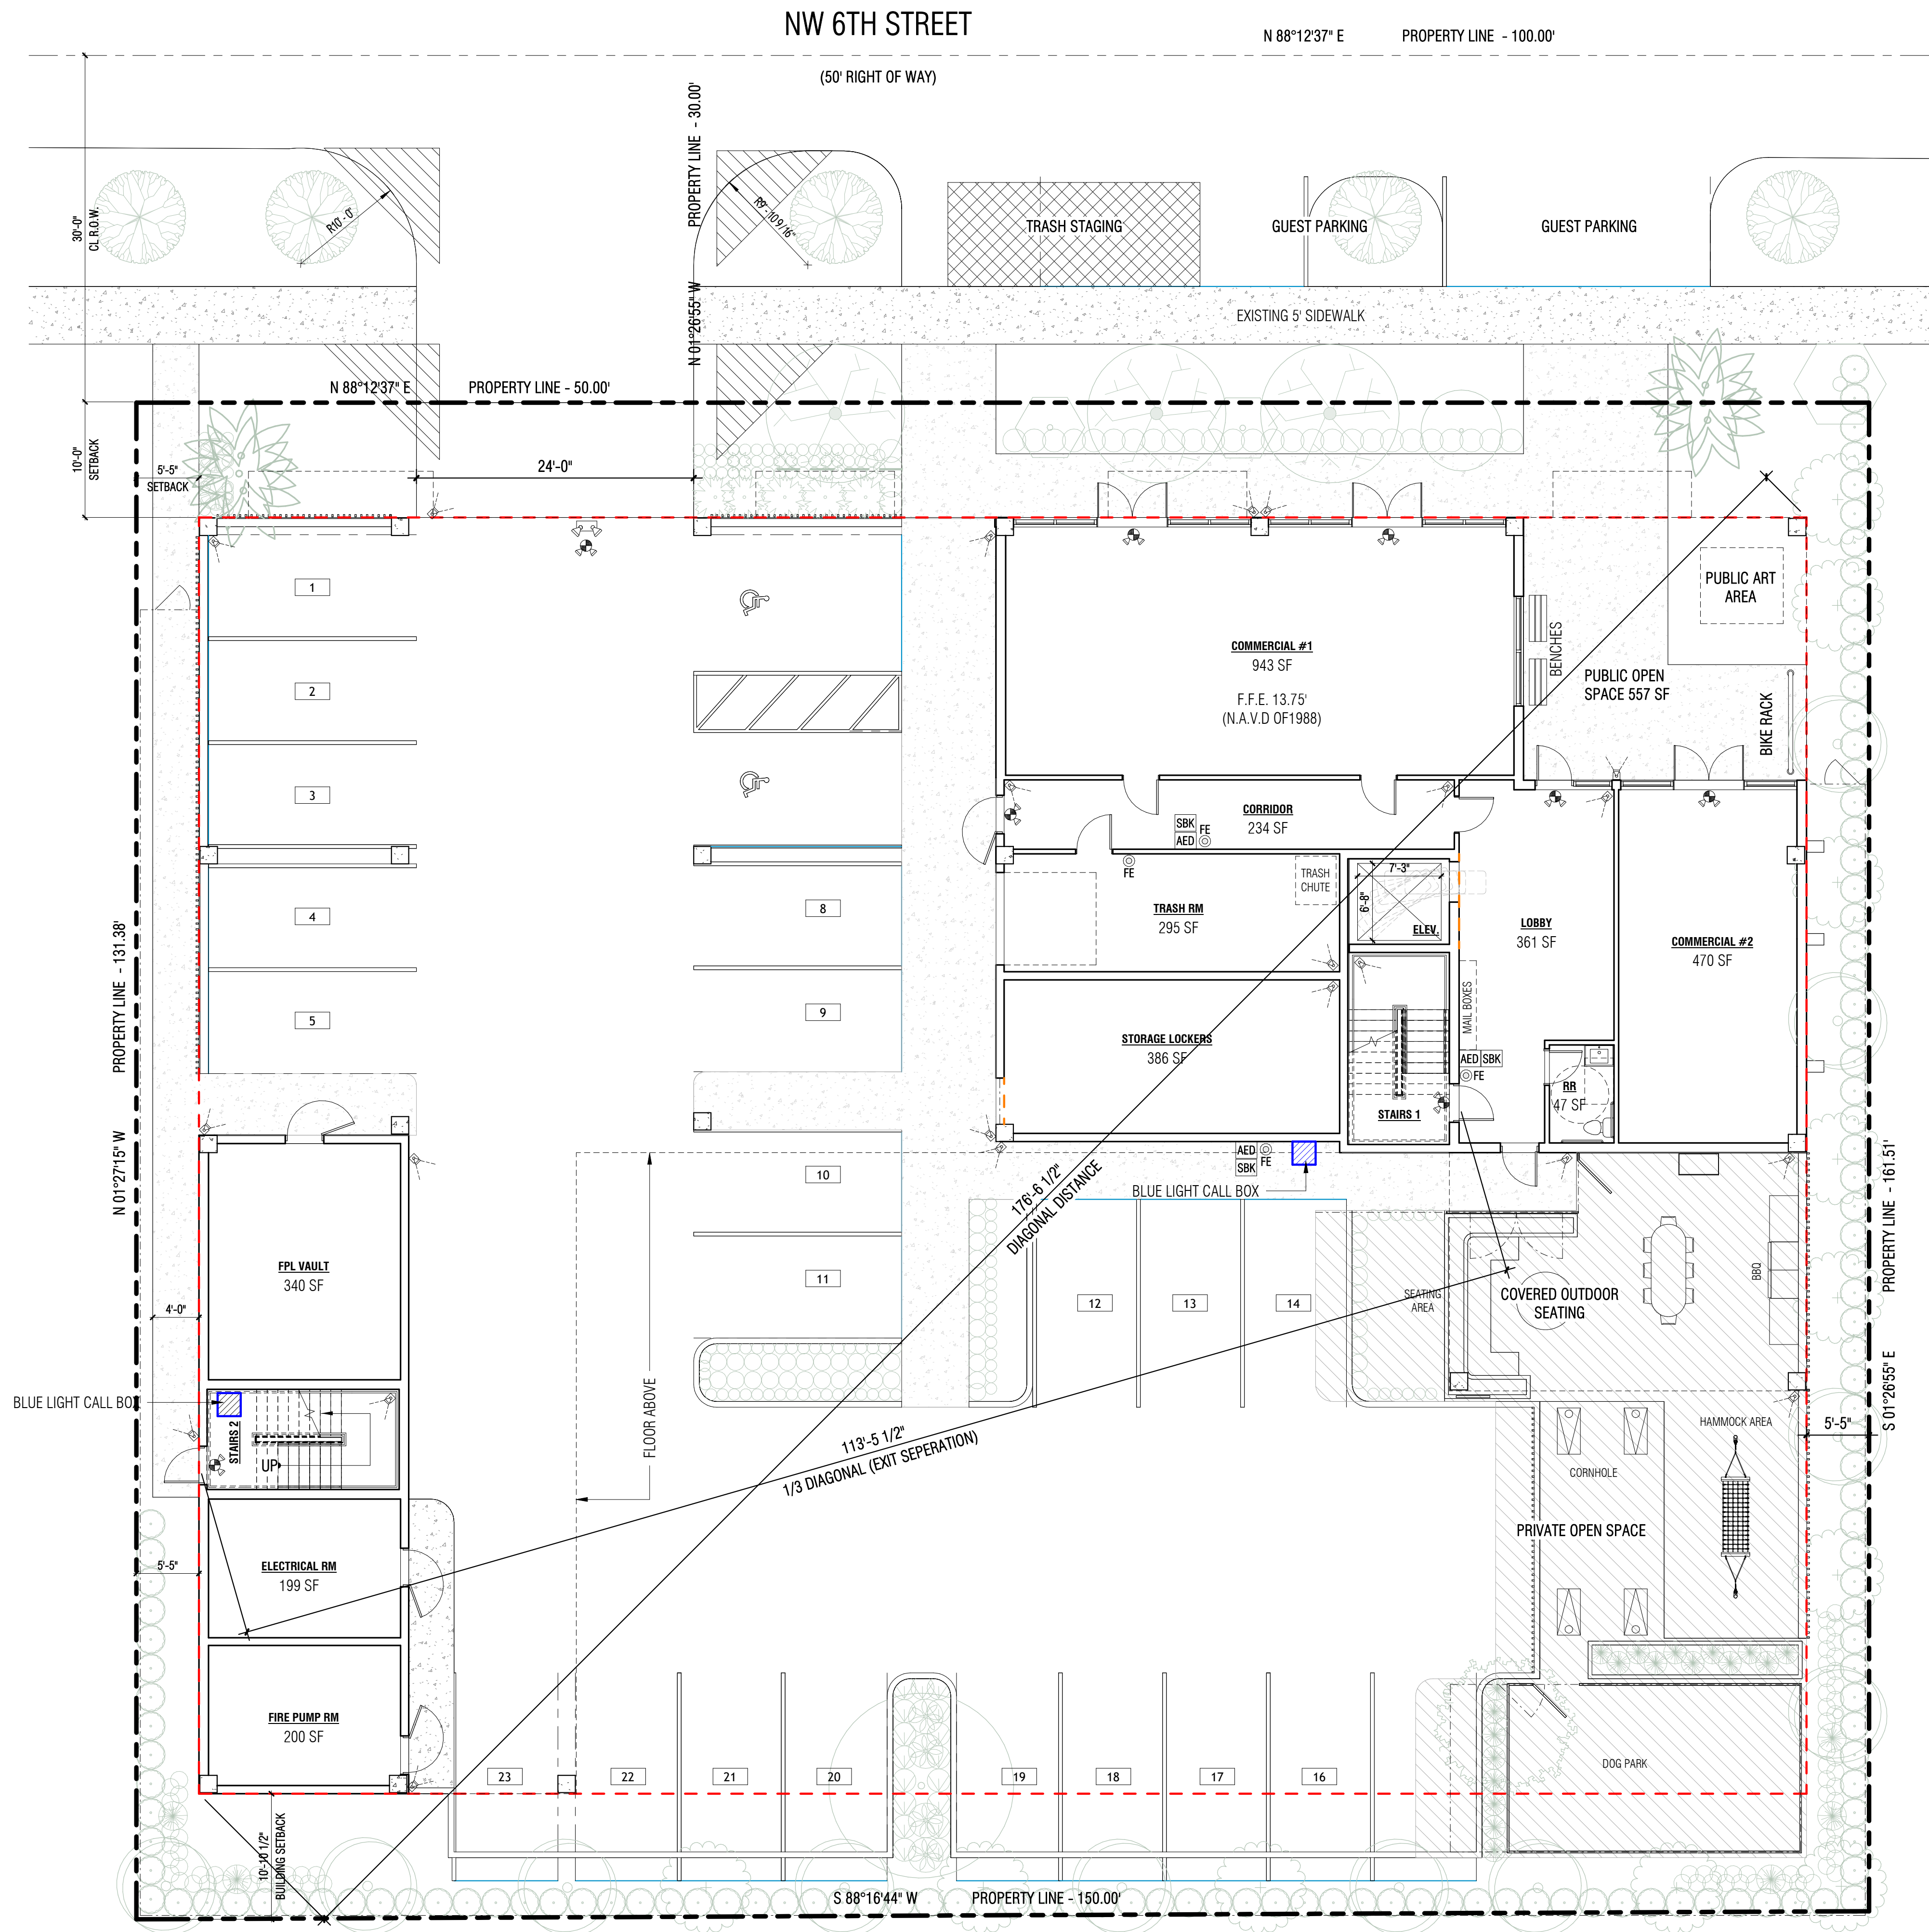 NW 6TH STREET
N 88°12'37" E
PROPERTY LINE - 100.00'
(50' RIGHT OF WAY)
PROPERTY LINE - 30.00'
N 01°26'55" W
30'-0"
CL R.O.W.
R10'-0"
R9'-10 9/16"
TRASH STAGING
GUEST PARKING
GUEST PARKING
EXISTING 5' SIDEWALK
N 88°12'37" E
PROPERTY LINE - 50.00'
10'-0"
SETBACK
5'-5"
SETBACK
24'-0"
1
2
3
4
5
8
9
10
11
12
13
14
COMMERCIAL #1
943 SF
F.F.E. 13.75'
(N.A.V.D OF1988)
BENCHES
PUBLIC ART
AREA
PUBLIC OPEN
SPACE 557 SF
BIKE RACK
CORRIDOR
234 SF
SBK
AED
FE
FE
TRASH
CHUTE
TRASH RM
295 SF
7'-3"
6'-8"
ELEV.
LOBBY
361 SF
COMMERCIAL #2
470 SF
MAIL BOXES
STORAGE LOCKERS
386 SF
STAIRS 1
AED
SBK
FE
RR
47 SF
AED
SBK
FE
BLUE LIGHT CALL BOX
PROPERTY LINE - 131.38'
N 01°27'15" W
PROPERTY LINE - 161.51'
S 01°26'55" E
176'-6 1/2"
DIAGONAL DISTANCE
FPL VAULT
340 SF
4'-0"
BLUE LIGHT CALL BOX
STAIRS 2
UP
FLOOR ABOVE
113'-5 1/2"
1/3 DIAGONAL (EXIT SEPERATION)
SEATING
AREA
COVERED OUTDOOR
SEATING
BBQ
HAMMOCK AREA
5'-5"
CORNHOLE
PRIVATE OPEN SPACE
5'-5"
ELECTRICAL RM
199 SF
FIRE PUMP RM
200 SF
DOG PARK
23
22
21
20
19
18
17
16
10'-10 1/2"
BUILDING SETBACK
S 88°16'44" W
PROPERTY LINE - 150.00'